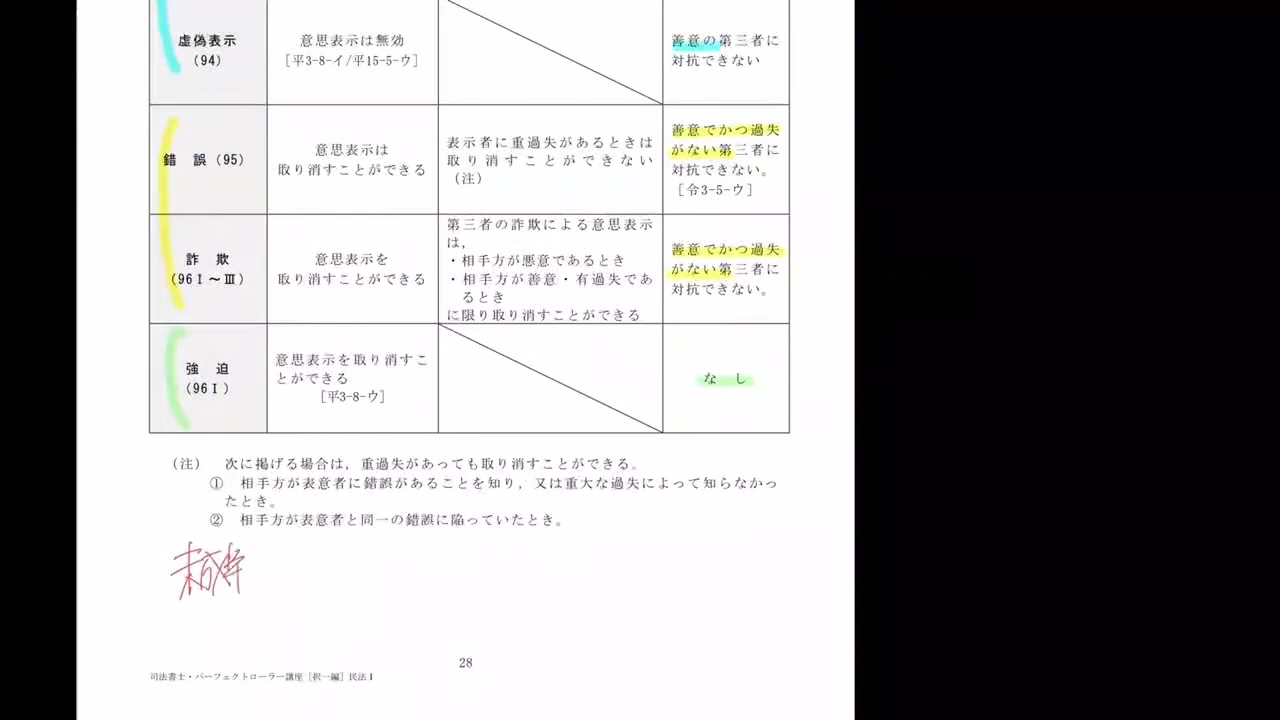 虚偽表示
(94)
意思表示は無効
[平3-8-イ/平15-5-ウ]
善意の第三者に
対抗できない
錯 誤 (95)
意思表示は
取り消すことができる
表示者に重過失があるときは
取り消すことができない
(注)
善意でかつ過失
がない第三者に
対抗できない。
[令3-5-ウ]
詐 欺
(96Ⅰ~Ⅲ)
意思表示を
取り消すことができる
第三者の詐欺による意思表示
は,
・相手方が悪意であるとき
・相手方が善意・有過失であ
るとき
に限り取り消すことができる
善意でかつ過失
がない第三者に
対抗できない。
強 迫
(96Ⅰ)
意思表示を取り消すこ
とができる
[平3-8-ウ]
な し
(注) 次に掲げる場合は,重過失があっても取り消すことができる。
① 相手方が表意者に錯誤があることを知り,又は重大な過失によって知らなかっ
たとき。
② 相手方が表意者と同一の錯誤に陥っていたとき。
28
司法書士・パーフェクトローラー講座[択一編]民法Ⅰ